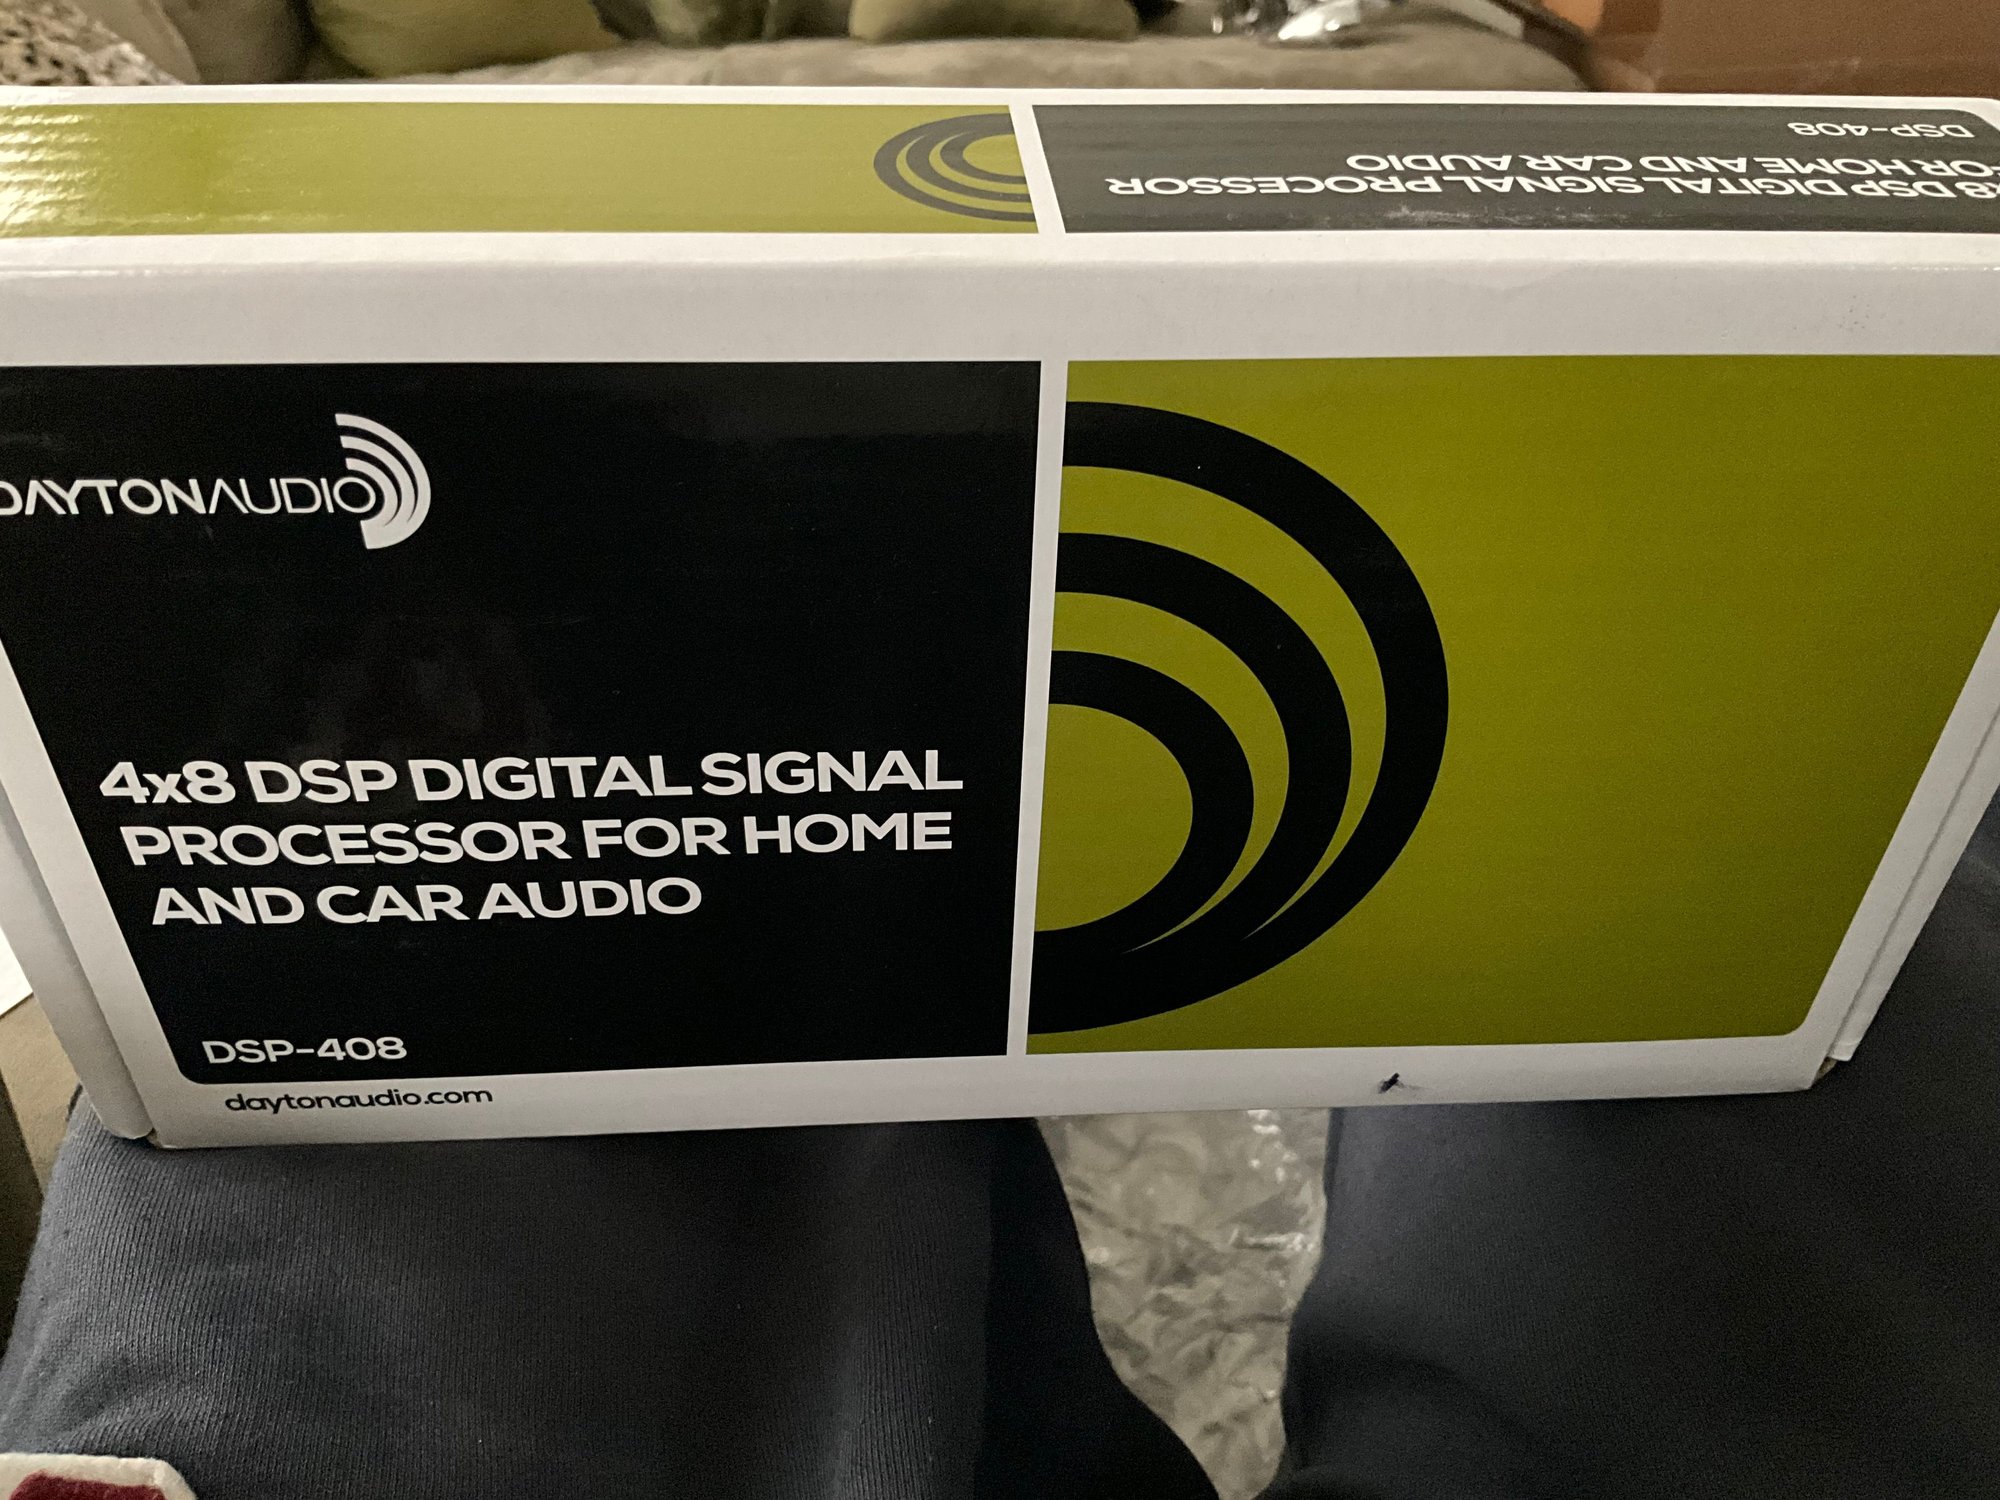 DSP-408
8 DSP DIGITAL SIGNAL PROCESSOR
FOR HOME AND CAR AUDIO
DAYTONAUDIO
4x8 DSP DIGITAL SIGNAL
PROCESSOR FOR HOME
AND CAR AUDIO
DSP-408
daytonaudio.com